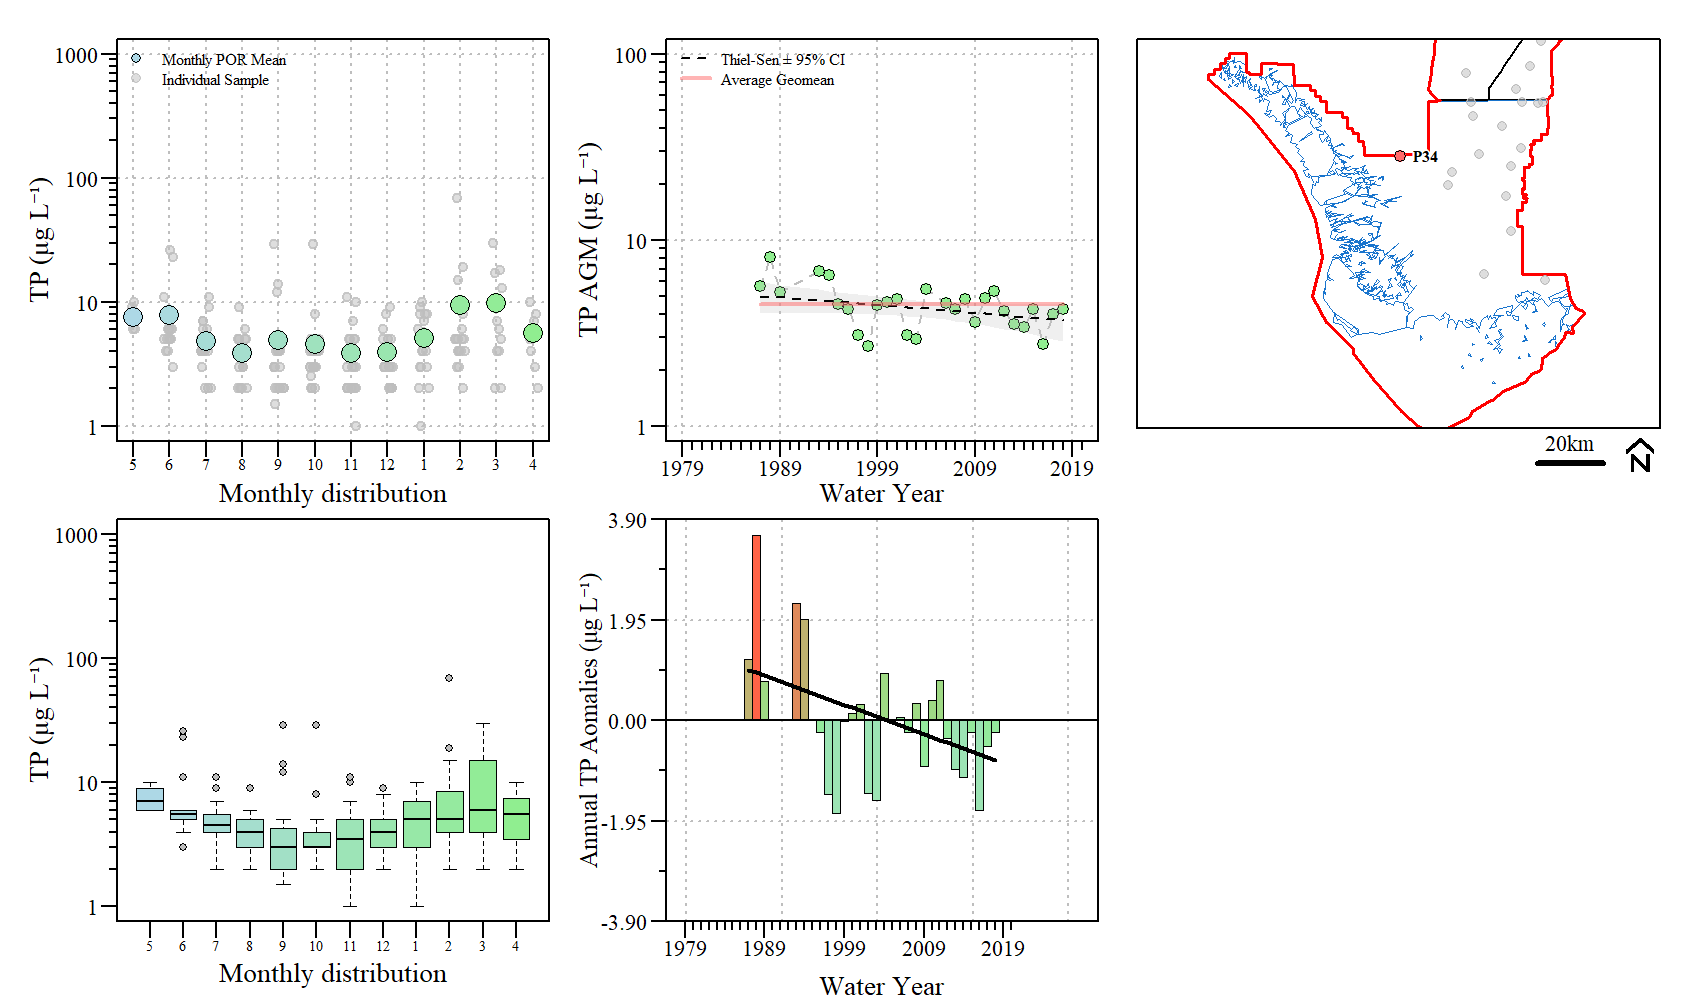 1000
100
10
1
TP (µg L⁻¹)
Monthly POR Mean
Individual Sample
5 6 7 8 9 10 11 12 1 2 3 4
Monthly distribution
100
10
1
TP AGM (µg L⁻¹)
Thiel-Sen ± 95% CI
Average Geomean
1979 1989 1999 2009 2019
Water Year
P34
20km
N
1000
100
10
1
TP (µg L⁻¹)
5 6 7 8 9 10 11 12 1 2 3 4
Monthly distribution
3.90
1.95
0.00
-1.95
-3.90
Annual TP Aomalies (µg L⁻¹)
1979 1989 1999 2009 2019
Water Year